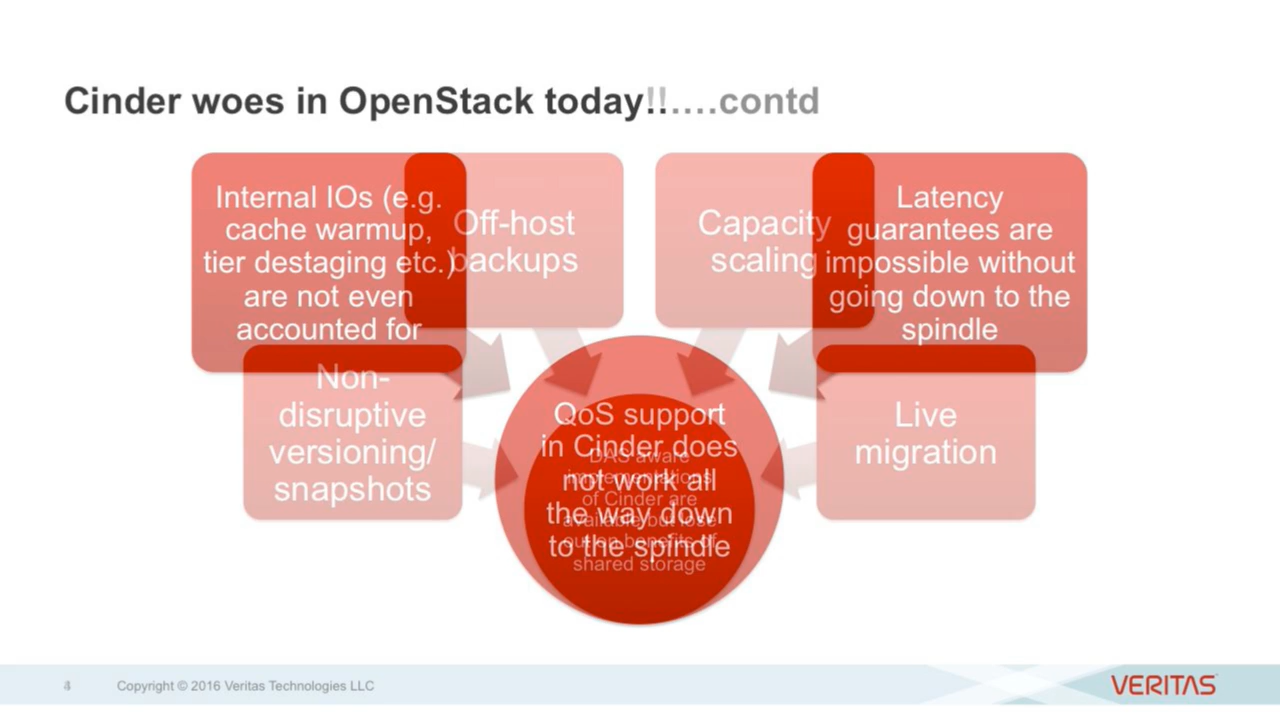 Cinder woes in OpenStack today!!....contd
Internal IOs (e.g.
cache warmup,
tier destaging etc.)
are not even
accounted for
Off-host
backups
Capacity
scaling
Latency
guarantees are
impossible without
going down to the
spindle
Non-
disruptive
versioning/
snapshots
QoS support
in Cinder does
not work all
the way down
to the spindle
DAS aware
implementations
of Cinder are
available but lose
out on benefits of
shared storage
Live
migration
Copyright © 2016 Veritas Technologies LLC
VERITAS